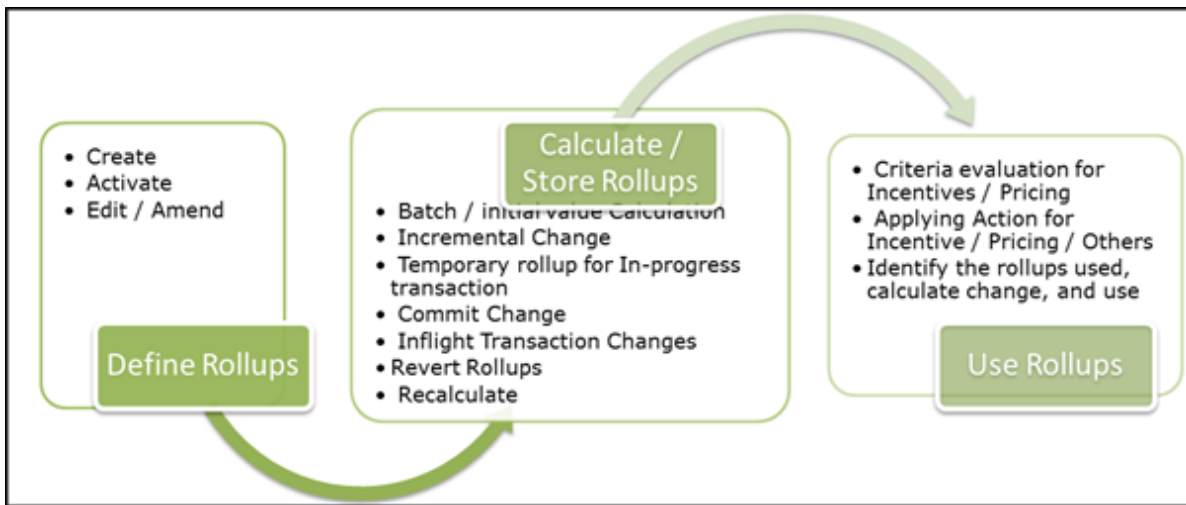 • Create
• Activate
• Edit / Amend
Define Rollups
Calculate /
Store Rollups
• Batch / initial value Calculation
• Incremental Change
• Temporary rollup for In-progress
transaction
• Commit Change
• Inflight Transaction Changes
• Revert Rollups
• Recalculate
• Criteria evaluation for
Incentives / Pricing
• Applying Action for
Incentive / Pricing / Others
• Identify the rollups used,
calculate change, and use
Use Rollups